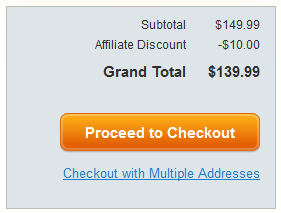 Subtotal $149.99
Affiliate Discount -$10.00
Grand Total $139.99
Proceed to Checkout
Checkout with Multiple Addresses